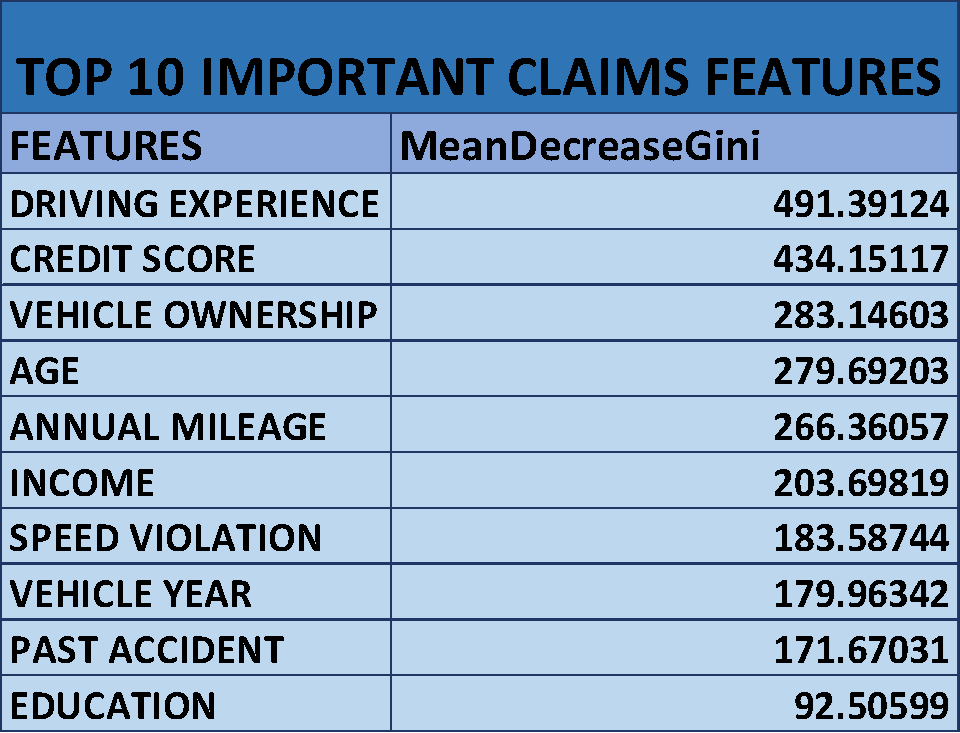 TOP 10 IMPORTANT CLAIMS FEATURES
FEATURES MeanDecreaseGini
DRIVING EXPERIENCE 491.39124
CREDIT SCORE 434.15117
VEHICLE OWNERSHIP 283.14603
AGE 279.69203
ANNUAL MILEAGE 266.36057
INCOME 203.69819
SPEED VIOLATION 183.58744
VEHICLE YEAR 179.96342
PAST ACCIDENT 171.67031
EDUCATION 92.50599